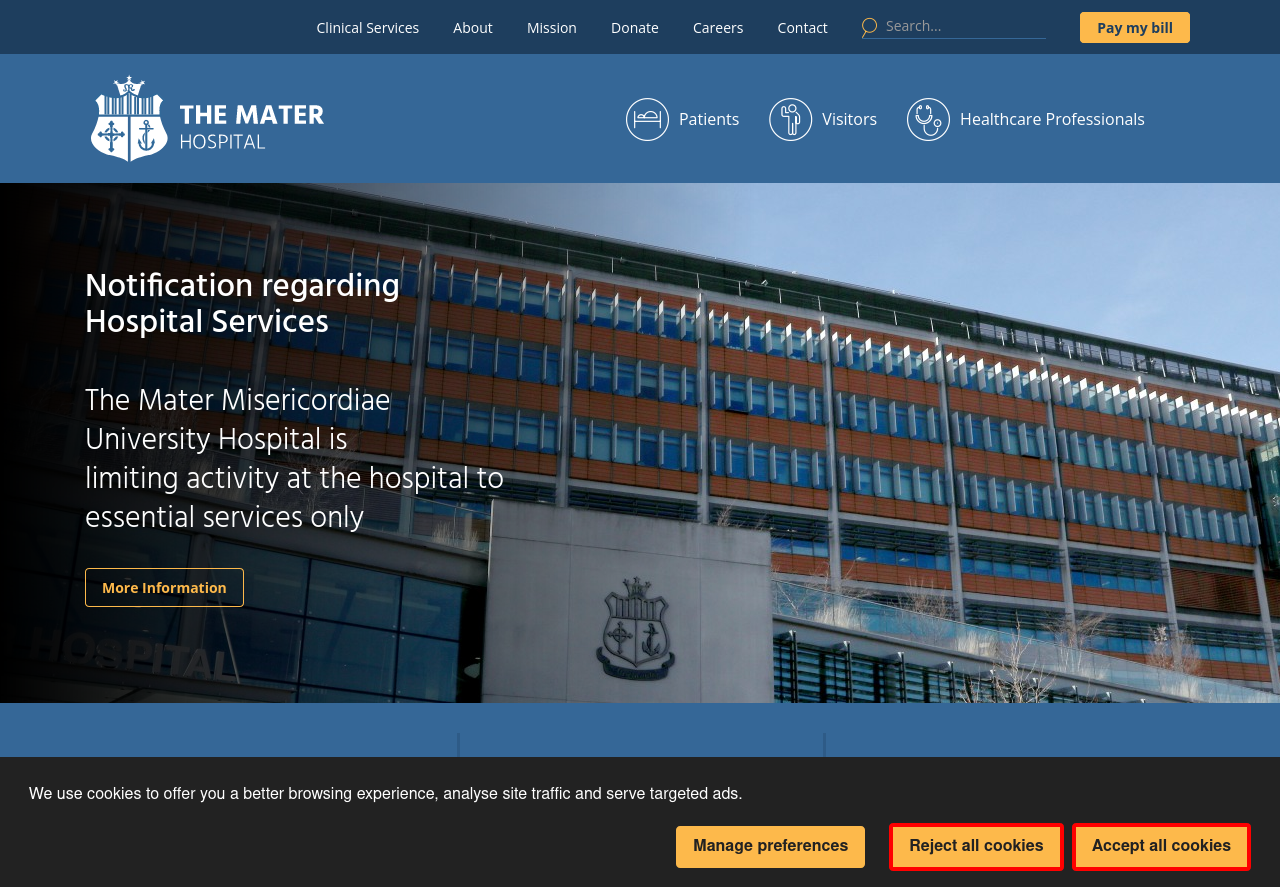 Clinical Services
About
Mission
Donate
Careers
Contact
Search...
Pay my bill
THE MATER
HOSPITAL
Patients
Visitors
Healthcare Professionals
Notification regarding
Hospital Services
The Mater Misericordiae
University Hospital is
limiting activity at the hospital to
essential services only
More Information
HOSPITAL
We use cookies to offer you a better browsing experience, analyse site traffic and serve targeted ads.
Manage preferences
Reject all cookies
Accept all cookies